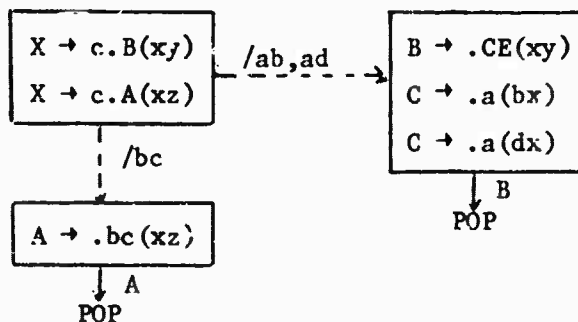 X → c.B(xy)
X → c.A(xz)
/ab,ad
B → .CE(xy)
C → .a(bx)
C → .a(dx)
B
POP
/bc
A → .bc(xz)
A
POP